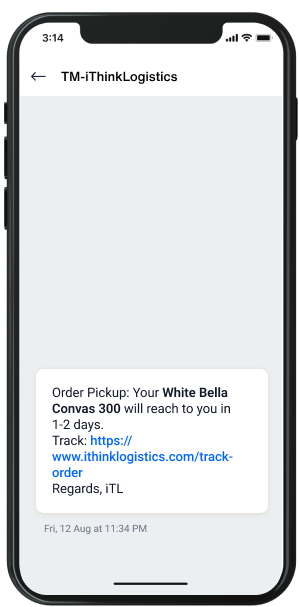 3:14
TM-iThinkLogistics
Order Pickup: Your White Bella
Convas 300 will reach to you in
1-2 days.
Track: https://
www.ithinklogistics.com/track-
order
Regards, iTL
Fri, 12 Aug at 11:34 PM